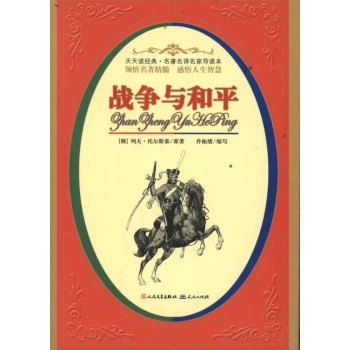 天天读经典·名著名译名家导读本
领悟名著精髓 感悟人生智慧
战争与和平
Zhan Zheng Yu He Ping
[俄] 列夫·托尔斯泰/原著 乔振绪/缩写
人民文学出版社 天天出版社